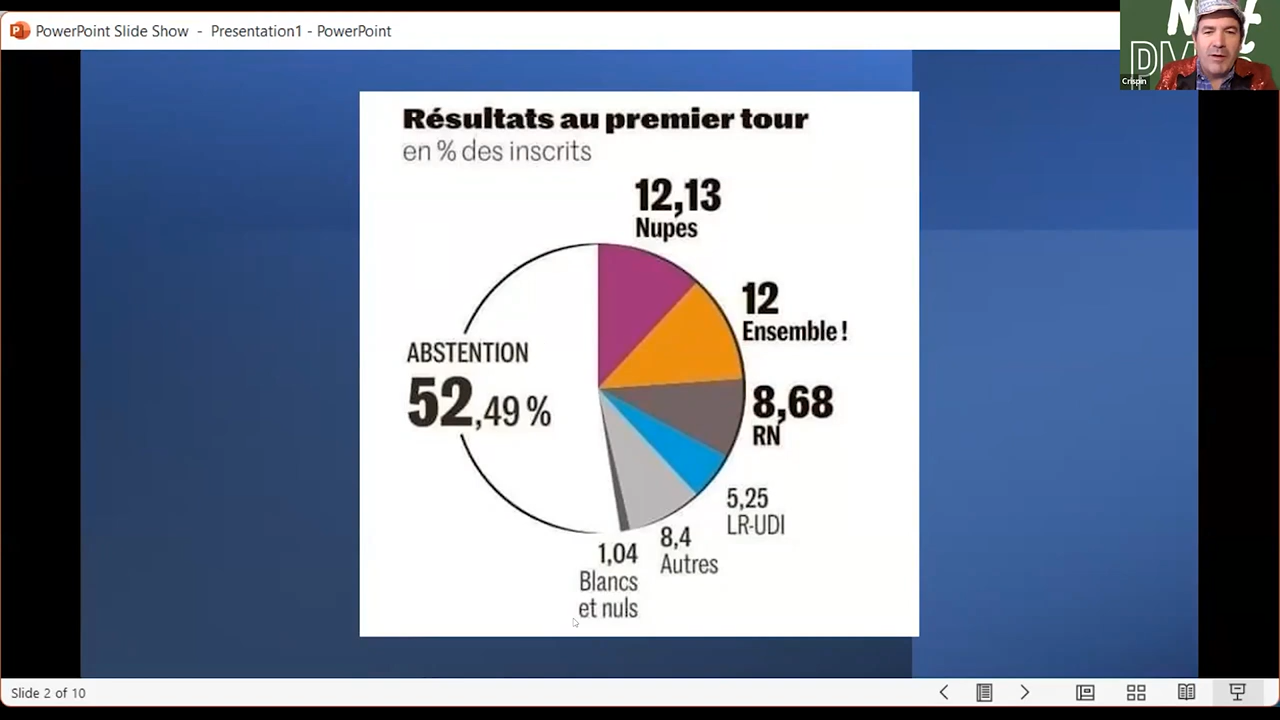 PowerPoint Slide Show - Presentation1 - PowerPoint
Crispin
Résultats au premier tour
en % des inscrits
12,13
Nupes
12
Ensemble !
ABSTENTION
52,49 %
8,68
RN
5,25
LR-UDI
8,4
Autres
1,04
Blancs
et nuls
Slide 2 of 10